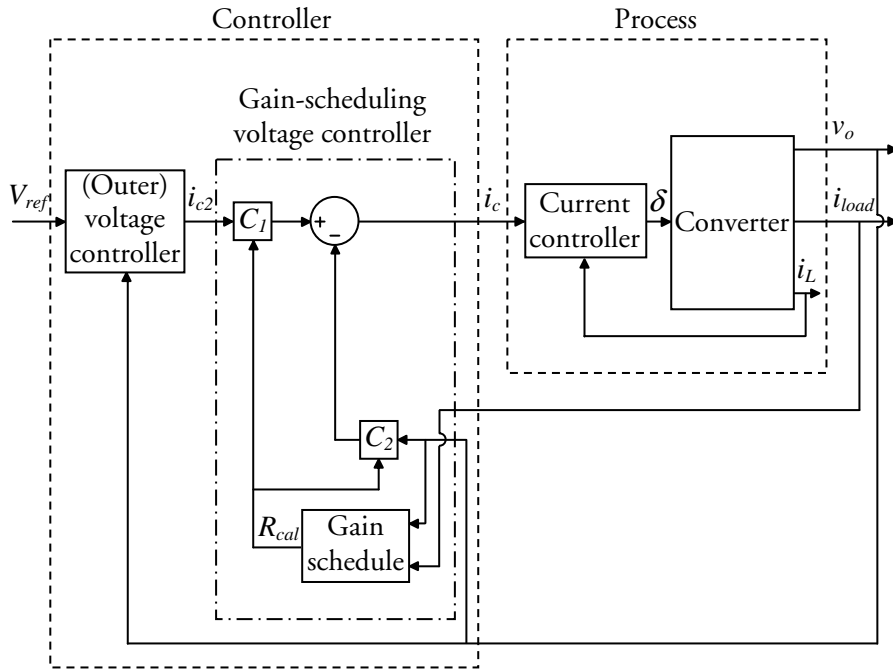 Controller
Process
Gain-scheduling
voltage controller
V_ref
(Outer)
voltage
controller
i_c2
C_1
+
-
i_c
Current
controller
δ
Converter
v_o
i_load
i_L
C_2
R_cal
Gain
schedule